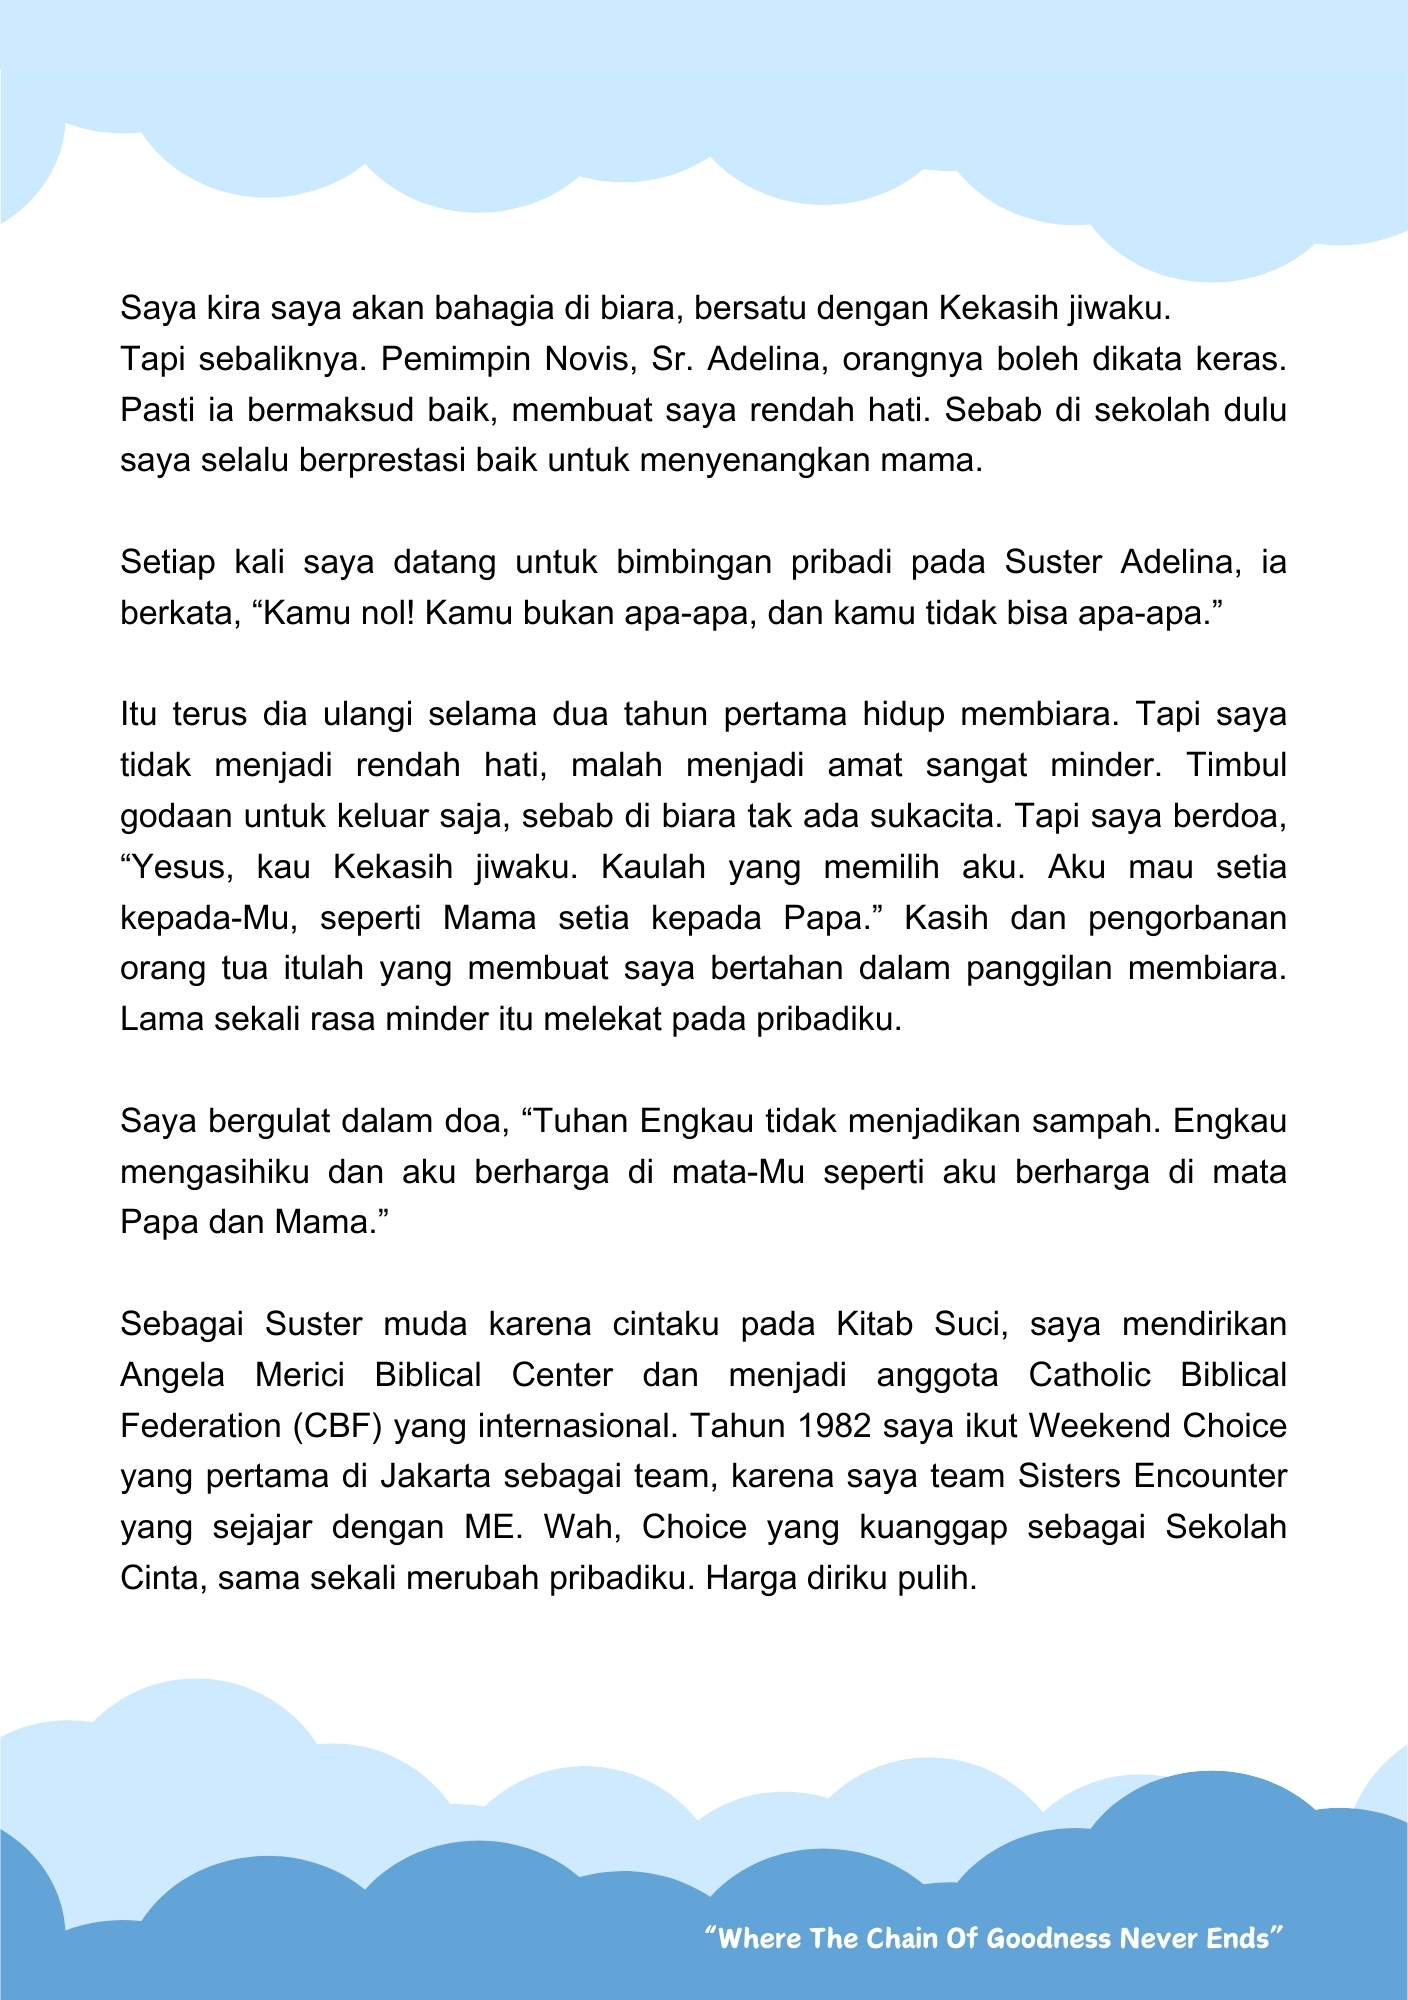 Saya kira saya akan bahagia di biara, bersatu dengan Kekasih jiwaku.
Tapi sebaliknya. Pemimpin Novis, Sr. Adelina, orangnya boleh dikata keras.
Pasti ia bermaksud baik, membuat saya rendah hati. Sebab di sekolah dulu
saya selalu berprestasi baik untuk menyenangkan mama.
Setiap kali saya datang untuk bimbingan pribadi pada Suster Adelina, ia
berkata, “Kamu nol! Kamu bukan apa-apa, dan kamu tidak bisa apa-apa.”
Itu terus dia ulangi selama dua tahun pertama hidup membiara. Tapi saya
tidak menjadi rendah hati, malah menjadi amat sangat minder. Timbul
godaan untuk keluar saja, sebab di biara tak ada sukacita. Tapi saya berdoa,
“Yesus, kau Kekasih jiwaku. Kaulah yang memilih aku. Aku mau setia
kepada-Mu, seperti Mama setia kepada Papa.” Kasih dan pengorbanan
orang tua itulah yang membuat saya bertahan dalam panggilan membiara.
Lama sekali rasa minder itu melekat pada pribadiku.
Saya bergulat dalam doa, “Tuhan Engkau tidak menjadikan sampah. Engkau
mengasihiku dan aku berharga di mata-Mu seperti aku berharga di mata
Papa dan Mama.”
Sebagai Suster muda karena cintaku pada Kitab Suci, saya mendirikan
Angela Merici Biblical Center dan menjadi anggota Catholic Biblical
Federation (CBF) yang internasional. Tahun 1982 saya ikut Weekend Choice
yang pertama di Jakarta sebagai team, karena saya team Sisters Encounter
yang sejajar dengan ME. Wah, Choice yang kuanggap sebagai Sekolah
Cinta, sama sekali merubah pribadiku. Harga diriku pulih.
“Where The Chain Of Goodness Never Ends”